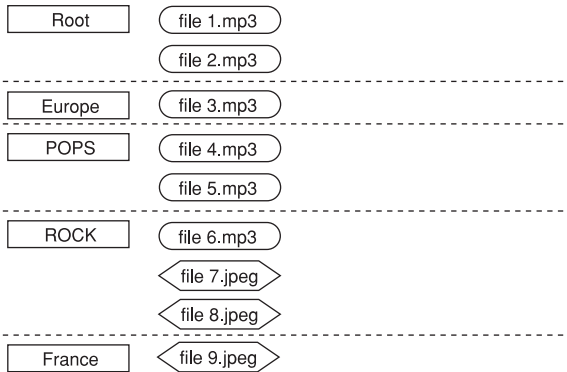 Root file 1.mp3
file 2.mp3
Europe file 3.mp3
POPS file 4.mp3
file 5.mp3
ROCK file 6.mp3
file 7.jpeg
file 8.jpeg
France file 9.jpeg